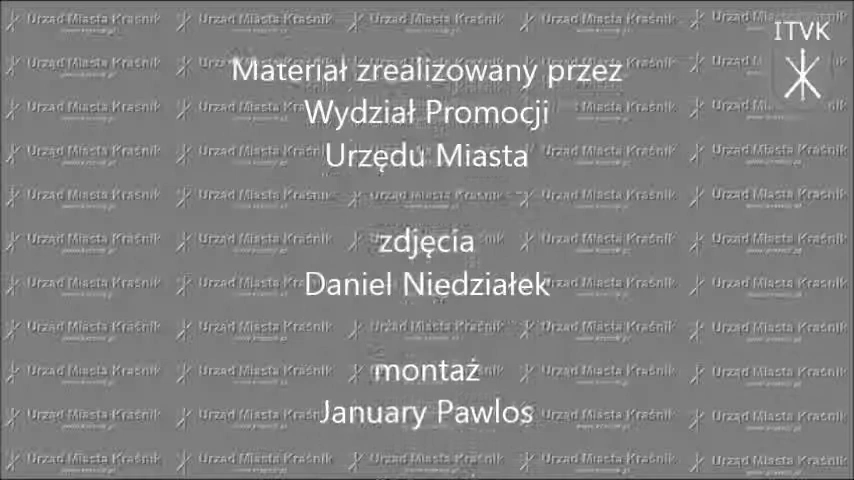 ITVK
Materiał zrealizowany przez
Wydział Promocji
Urzędu Miasta
zdjęcia
Daniel Niedziałek
montaż
January Pawlos
Urząd Miasta Kraśnik